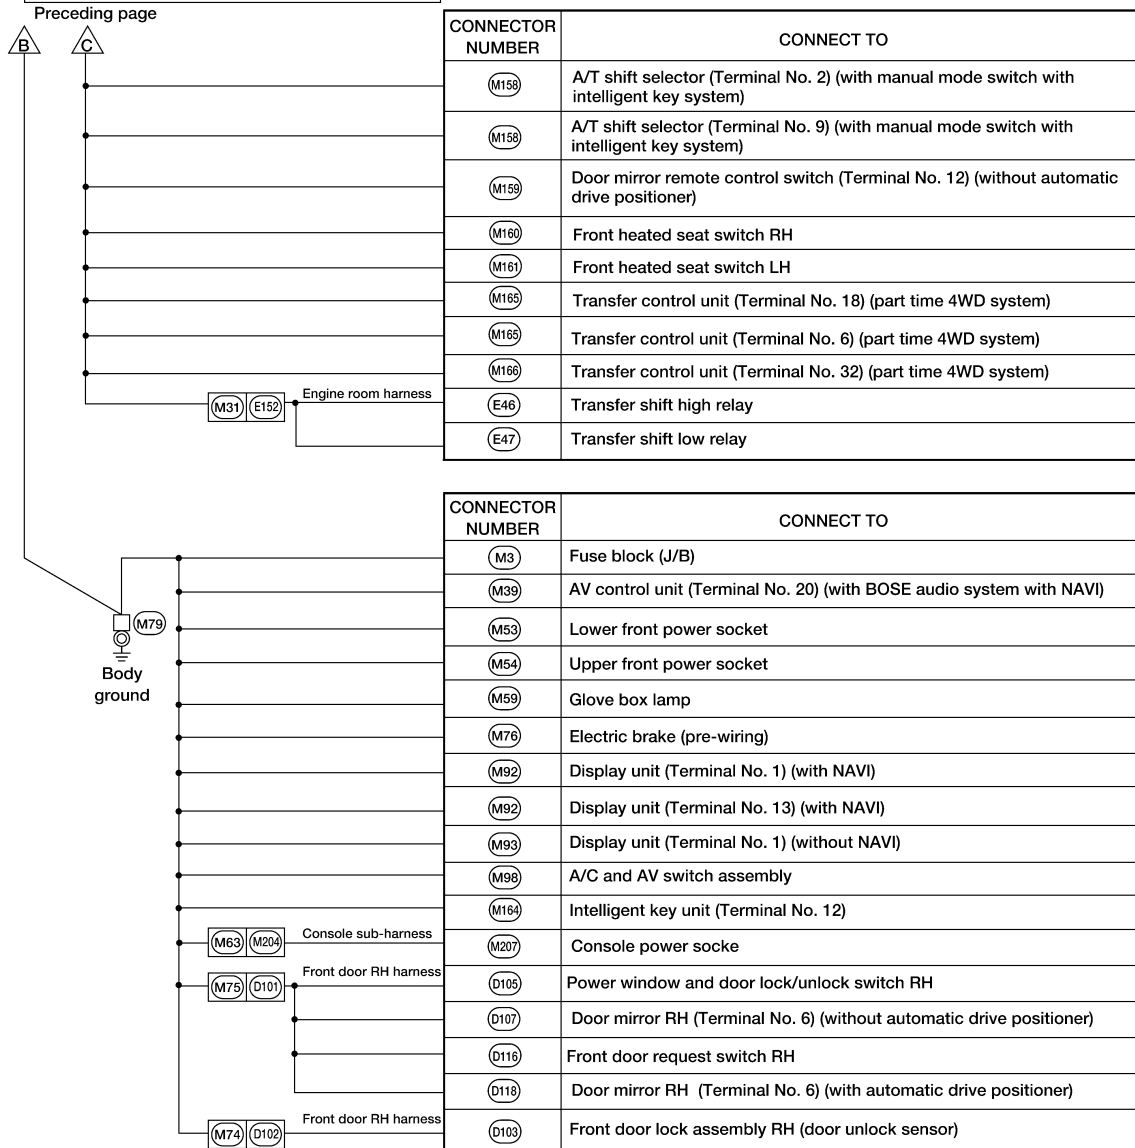 Preceding page
B
C
CONNECTOR NUMBER
CONNECT TO
M158
A/T shift selector (Terminal No. 2) (with manual mode switch with
intelligent key system)
M158
A/T shift selector (Terminal No. 9) (with manual mode switch with
intelligent key system)
M159
Door mirror remote control switch (Terminal No. 12) (without automatic
drive positioner)
M160
Front heated seat switch RH
M161
Front heated seat switch LH
M165
Transfer control unit (Terminal No. 18) (part time 4WD system)
M165
Transfer control unit (Terminal No. 6) (part time 4WD system)
M166
Transfer control unit (Terminal No. 32) (part time 4WD system)
M31 E152
Engine room harness
E46
Transfer shift high relay
E47
Transfer shift low relay
CONNECTOR NUMBER
CONNECT TO
M3
Fuse block (J/B)
M39
AV control unit (Terminal No. 20) (with BOSE audio system with NAVI)
M79
Body
ground
M53
Lower front power socket
M54
Upper front power socket
M59
Glove box lamp
M76
Electric brake (pre-wiring)
M92
Display unit (Terminal No. 1) (with NAVI)
M92
Display unit (Terminal No. 13) (with NAVI)
M93
Display unit (Terminal No. 1) (without NAVI)
M98
A/C and AV switch assembly
M164
Intelligent key unit (Terminal No. 12)
M63 M204
Console sub-harness
M207
Console power socke
M75 D101
Front door RH harness
D105
Power window and door lock/unlock switch RH
D107
Door mirror RH (Terminal No. 6) (without automatic drive positioner)
D116
Front door request switch RH
D118
Door mirror RH (Terminal No. 6) (with automatic drive positioner)
M74 D102
Front door RH harness
D103
Front door lock assembly RH (door unlock sensor)